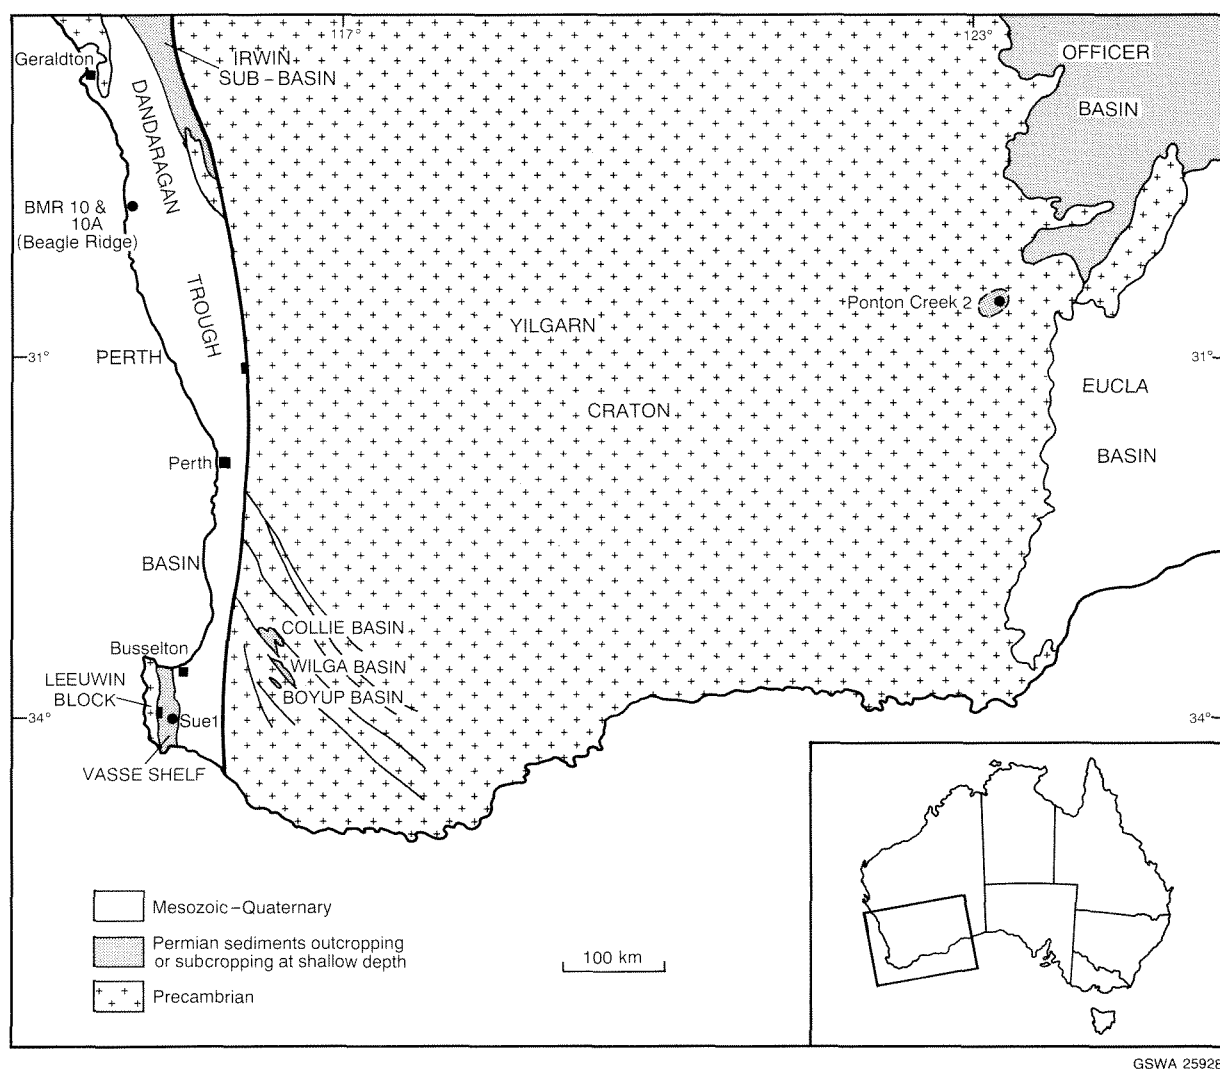 117°
123°
Geraldton
IRWIN
SUB-BASIN
OFFICER
BASIN
DANDARAGAN
TROUGH
BMR 10 &
10A
(Beagle Ridge)
Ponton Creek 2
YILGARN
CRATON
31°
PERTH
31°
EUCLA
BASIN
Perth
BASIN
COLLIE BASIN
Busselton
WILGA BASIN
LEEUWIN
BLOCK
BOYUP BASIN
34°
Sue1
34°
VASSE SHELF
Mesozoic–Quaternary
Permian sediments outcropping
or subcropping at shallow depth
Precambrian
100 km
GSWA 25928